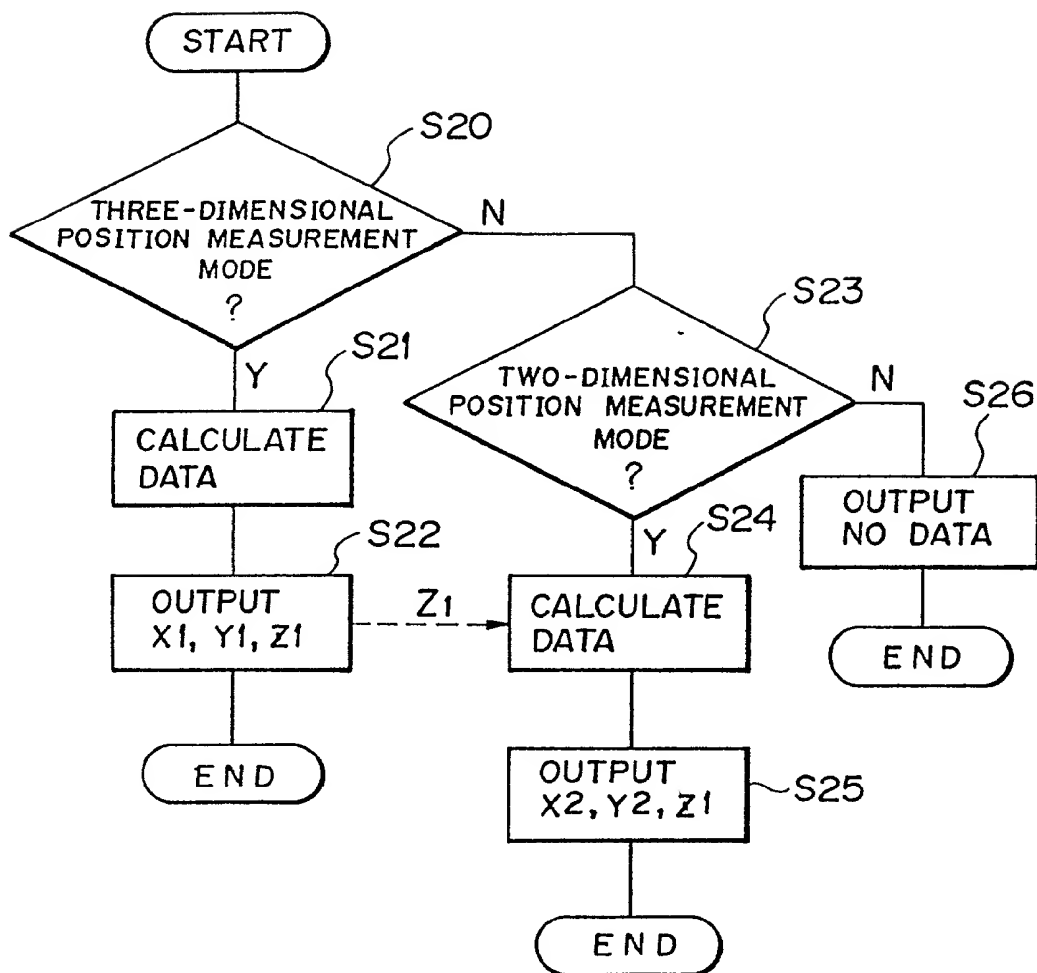 START
S20
THREE-DIMENSIONAL
POSITION MEASUREMENT
MODE
?
N
Y
S21
CALCULATE
DATA
S22
OUTPUT
X1, Y1, Z1
END
Z1
S23
TWO-DIMENSIONAL
POSITION MEASUREMENT
MODE
?
N
Y
S24
CALCULATE
DATA
OUTPUT
X2, Y2, Z1
S25
END
S26
OUTPUT
NO DATA
END